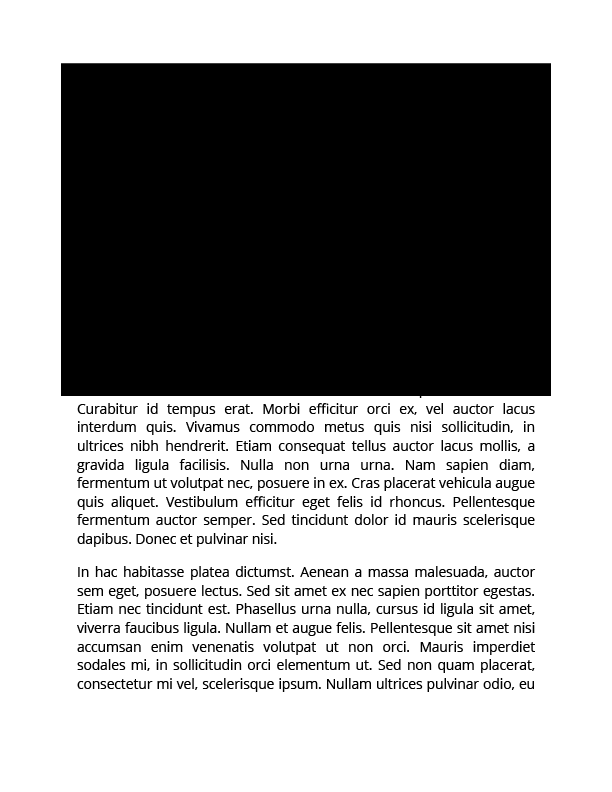 Curabitur id tempus erat. Morbi efficitur orci ex, vel auctor lacus
interdum quis. Vivamus commodo metus quis nisi sollicitudin, in
ultrices nibh hendrerit. Etiam consequat tellus auctor lacus mollis, a
gravida ligula facilisis. Nulla non urna urna. Nam sapien diam,
fermentum ut volutpat nec, posuere in ex. Cras placerat vehicula augue
quis aliquet. Vestibulum efficitur eget felis id rhoncus. Pellentesque
fermentum auctor semper. Sed tincidunt dolor id mauris scelerisque
dapibus. Donec et pulvinar nisi.
In hac habitasse platea dictumst. Aenean a massa malesuada, auctor
sem eget, posuere lectus. Sed sit amet ex nec sapien porttitor egestas.
Etiam nec tincidunt est. Phasellus urna nulla, cursus id ligula sit amet,
viverra faucibus ligula. Nullam et augue felis. Pellentesque sit amet nisi
accumsan enim venenatis volutpat ut non orci. Mauris imperdiet
sodales mi, in sollicitudin orci elementum ut. Sed non quam placerat,
consectetur mi vel, scelerisque ipsum. Nullam ultrices pulvinar odio, eu